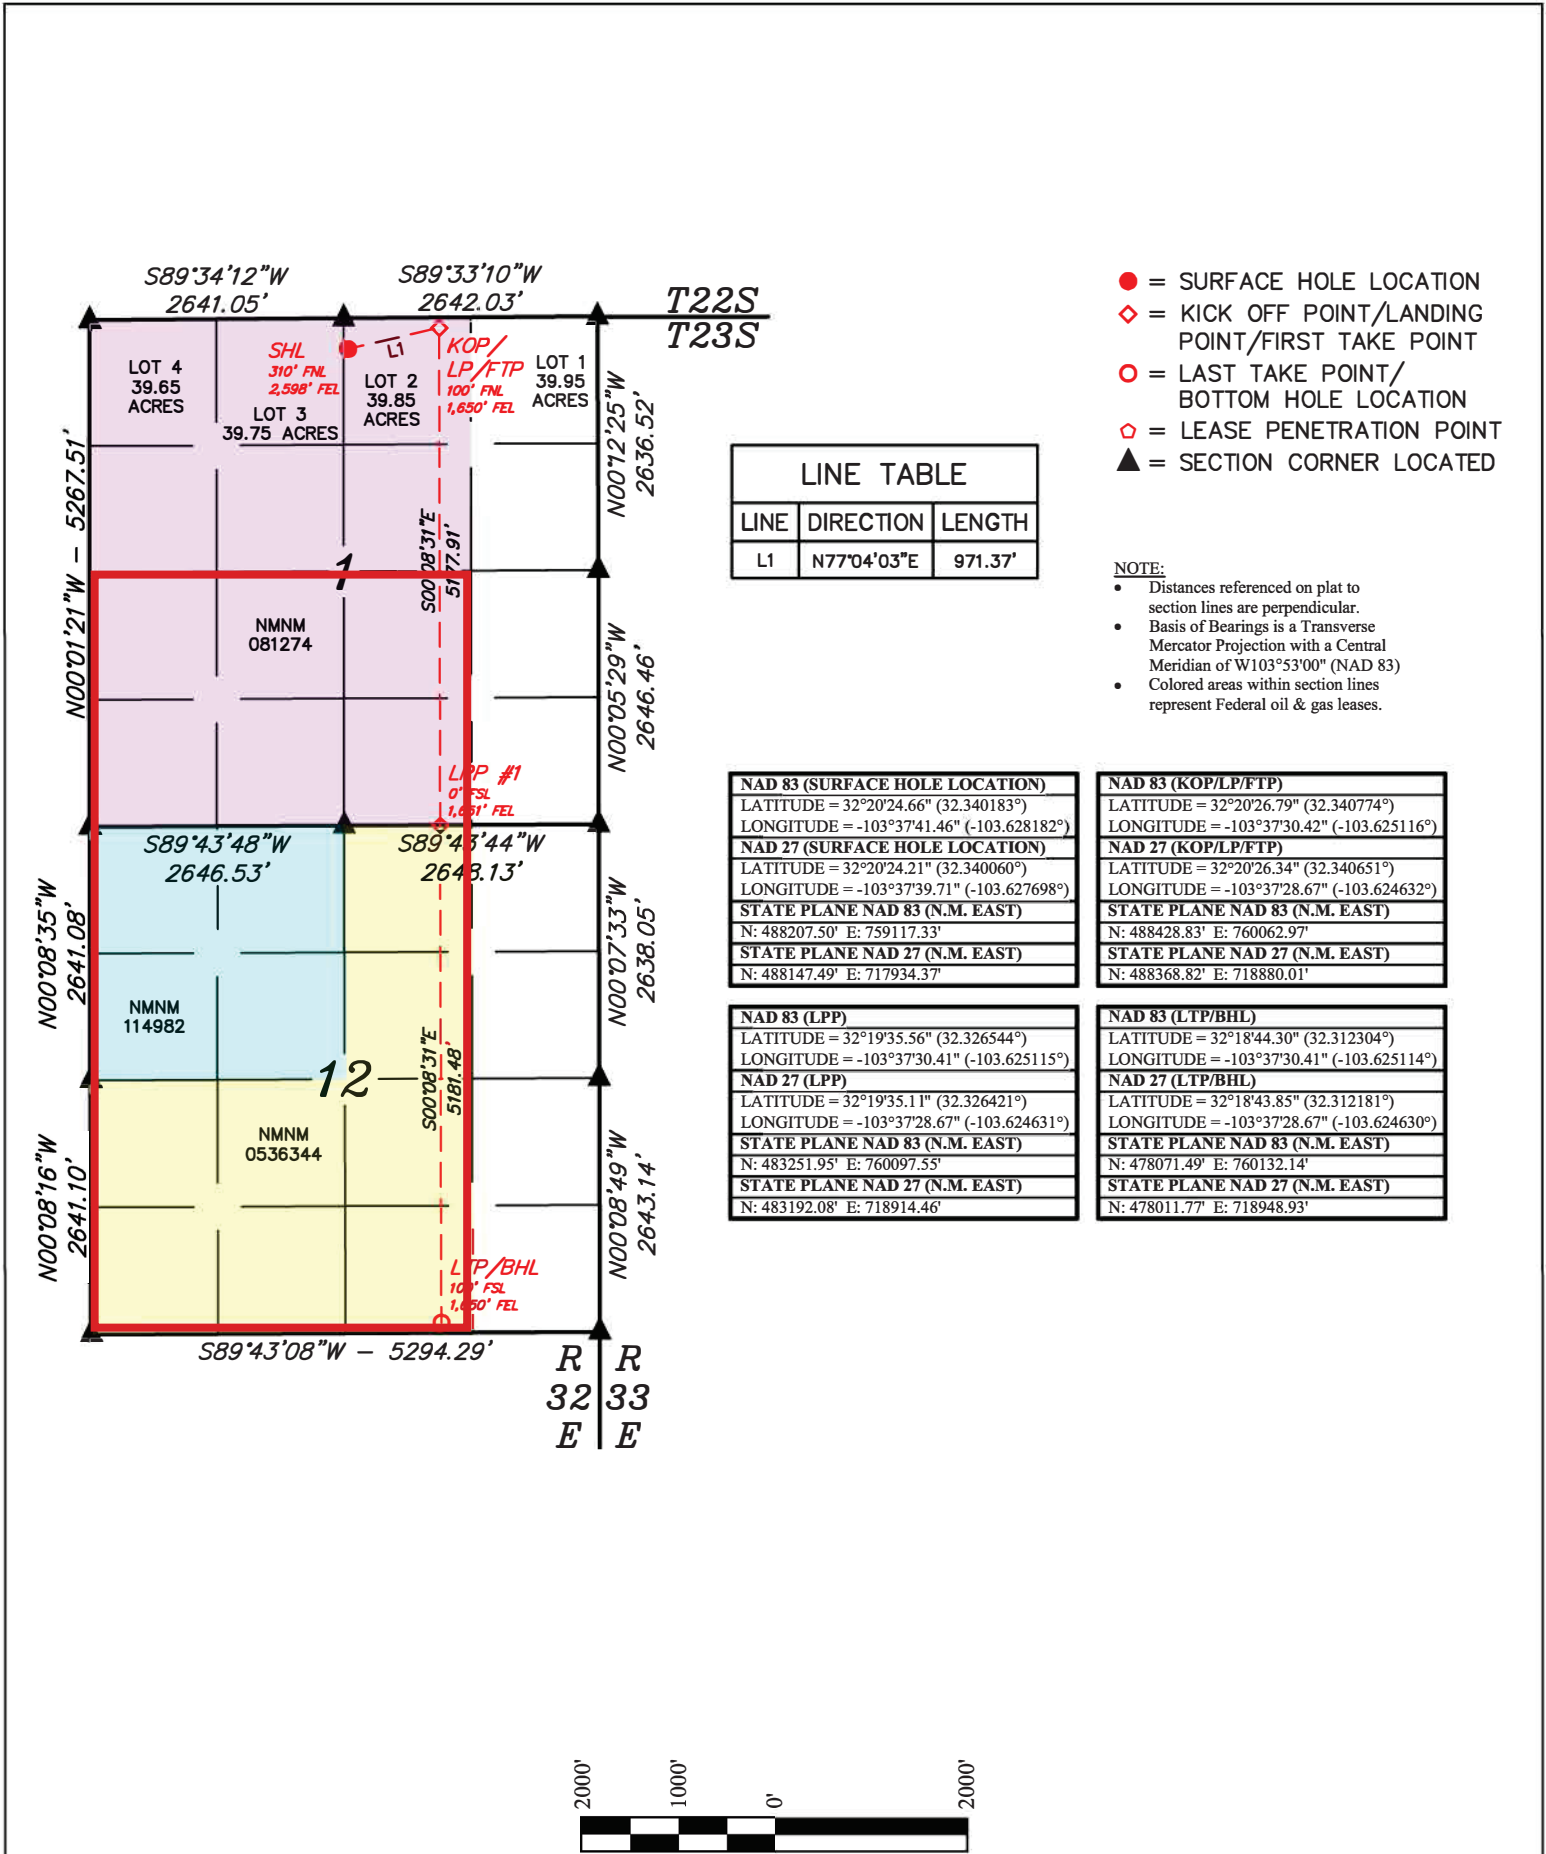 S89°34'12"W
2641.05'
S89°33'10"W
2642.03'
T22S
T23S
LOT 4
39.65
ACRES
SHL
310' FNL
2,598' FEL
LOT 3
39.75 ACRES
L1
LOT 2
39.85
ACRES
KOP/
LP/FTP
100' FNL
1,650' FEL
LOT 1
39.95
ACRES
N00°12'25"W
2636.52'
N00°01'21"W – 5267.51'
S00°08'31"E
5177.91'
1
NMNM
081274
N00°05'29"W
2646.46'
LPP #1
0' FSL
1,651' FEL
S89°43'48"W
2646.53'
S89°43'44"W
2648.13'
N00°08'35"W
2641.08'
N00°07'33"W
2638.05'
NMNM
114982
12
S00°08'31"E
5181.48'
NMNM
0536344
N00°08'16"W
2641.10'
N00°08'49"W
2643.14'
LTP/BHL
100' FSL
1,650' FEL
S89°43'08"W – 5294.29'
R R
32 33
E E
= SURFACE HOLE LOCATION
= KICK OFF POINT/LANDING
POINT/FIRST TAKE POINT
= LAST TAKE POINT/
BOTTOM HOLE LOCATION
= LEASE PENETRATION POINT
= SECTION CORNER LOCATED
LINE TABLE
LINE DIRECTION LENGTH
L1 N77°04'03"E 971.37'
NOTE:
• Distances referenced on plat to
section lines are perpendicular.
• Basis of Bearings is a Transverse
Mercator Projection with a Central
Meridian of W103°53'00" (NAD 83)
• Colored areas within section lines
represent Federal oil & gas leases.
NAD 83 (SURFACE HOLE LOCATION)
LATITUDE = 32°20'24.66" (32.340183°)
LONGITUDE = -103°37'41.46" (-103.628182°)
NAD 27 (SURFACE HOLE LOCATION)
LATITUDE = 32°20'24.21" (32.340060°)
LONGITUDE = -103°37'39.71" (-103.627698°)
STATE PLANE NAD 83 (N.M. EAST)
N: 488207.50' E: 759117.33'
STATE PLANE NAD 27 (N.M. EAST)
N: 488147.49' E: 717934.37'
NAD 83 (KOP/LP/FTP)
LATITUDE = 32°20'26.79" (32.340774°)
LONGITUDE = -103°37'30.42" (-103.625116°)
NAD 27 (KOP/LP/FTP)
LATITUDE = 32°20'26.34" (32.340651°)
LONGITUDE = -103°37'28.67" (-103.624632°)
STATE PLANE NAD 83 (N.M. EAST)
N: 488428.83' E: 760062.97'
STATE PLANE NAD 27 (N.M. EAST)
N: 488368.82' E: 718880.01'
NAD 83 (LPP)
LATITUDE = 32°19'35.56" (32.326544°)
LONGITUDE = -103°37'30.41" (-103.625115°)
NAD 27 (LPP)
LATITUDE = 32°19'35.11" (32.326421°)
LONGITUDE = -103°37'28.67" (-103.624631°)
STATE PLANE NAD 83 (N.M. EAST)
N: 483251.95' E: 760097.55'
STATE PLANE NAD 27 (N.M. EAST)
N: 483192.08' E: 718914.46'
NAD 83 (LTP/BHL)
LATITUDE = 32°18'44.30" (32.312304°)
LONGITUDE = -103°37'30.41" (-103.625114°)
NAD 27 (LTP/BHL)
LATITUDE = 32°18'43.85" (32.312181°)
LONGITUDE = -103°37'28.67" (-103.624630°)
STATE PLANE NAD 83 (N.M. EAST)
N: 478071.49' E: 760132.14'
STATE PLANE NAD 27 (N.M. EAST)
N: 478011.77' E: 718948.93'
2000'
1000'
0'
2000'